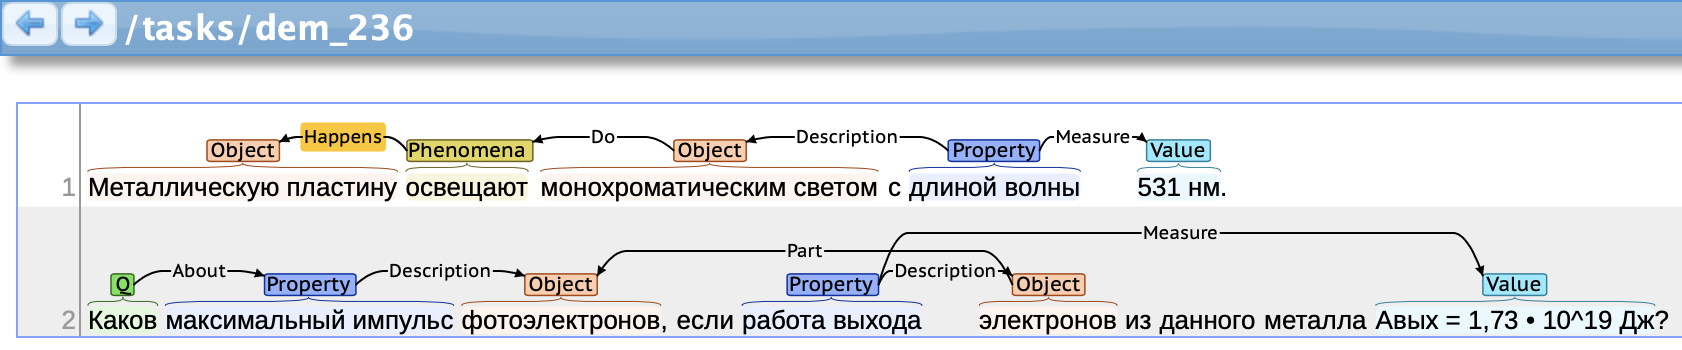 /tasks/dem_236
Object Happens Phenomena Do Object Description Property Measure Value
1 Металлическую пластину освещают монохроматическим светом с длиной волны 531 нм.
Measure
Part
Q About Property Description Object Property Description Object Value
2 Каков максимальный импульс фотоэлектронов, если работа выхода электронов из данного металла Aвых = 1,73 • 10^19 Дж?